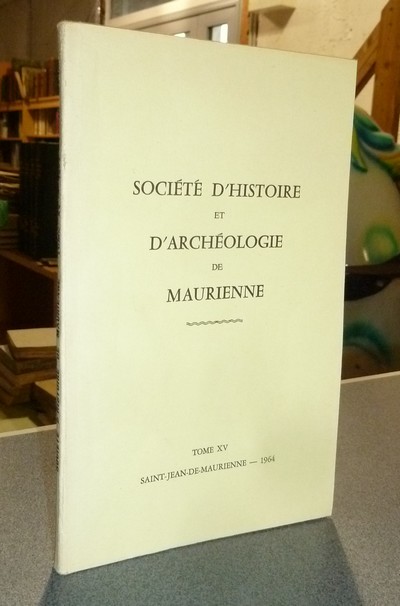 SOCIÉTÉ D'HISTOIRE
ET
D'ARCHÉOLOGIE
DE
MAURIENNE
TOME XV
SAINT-JEAN-DE-MAURIENNE — 1964